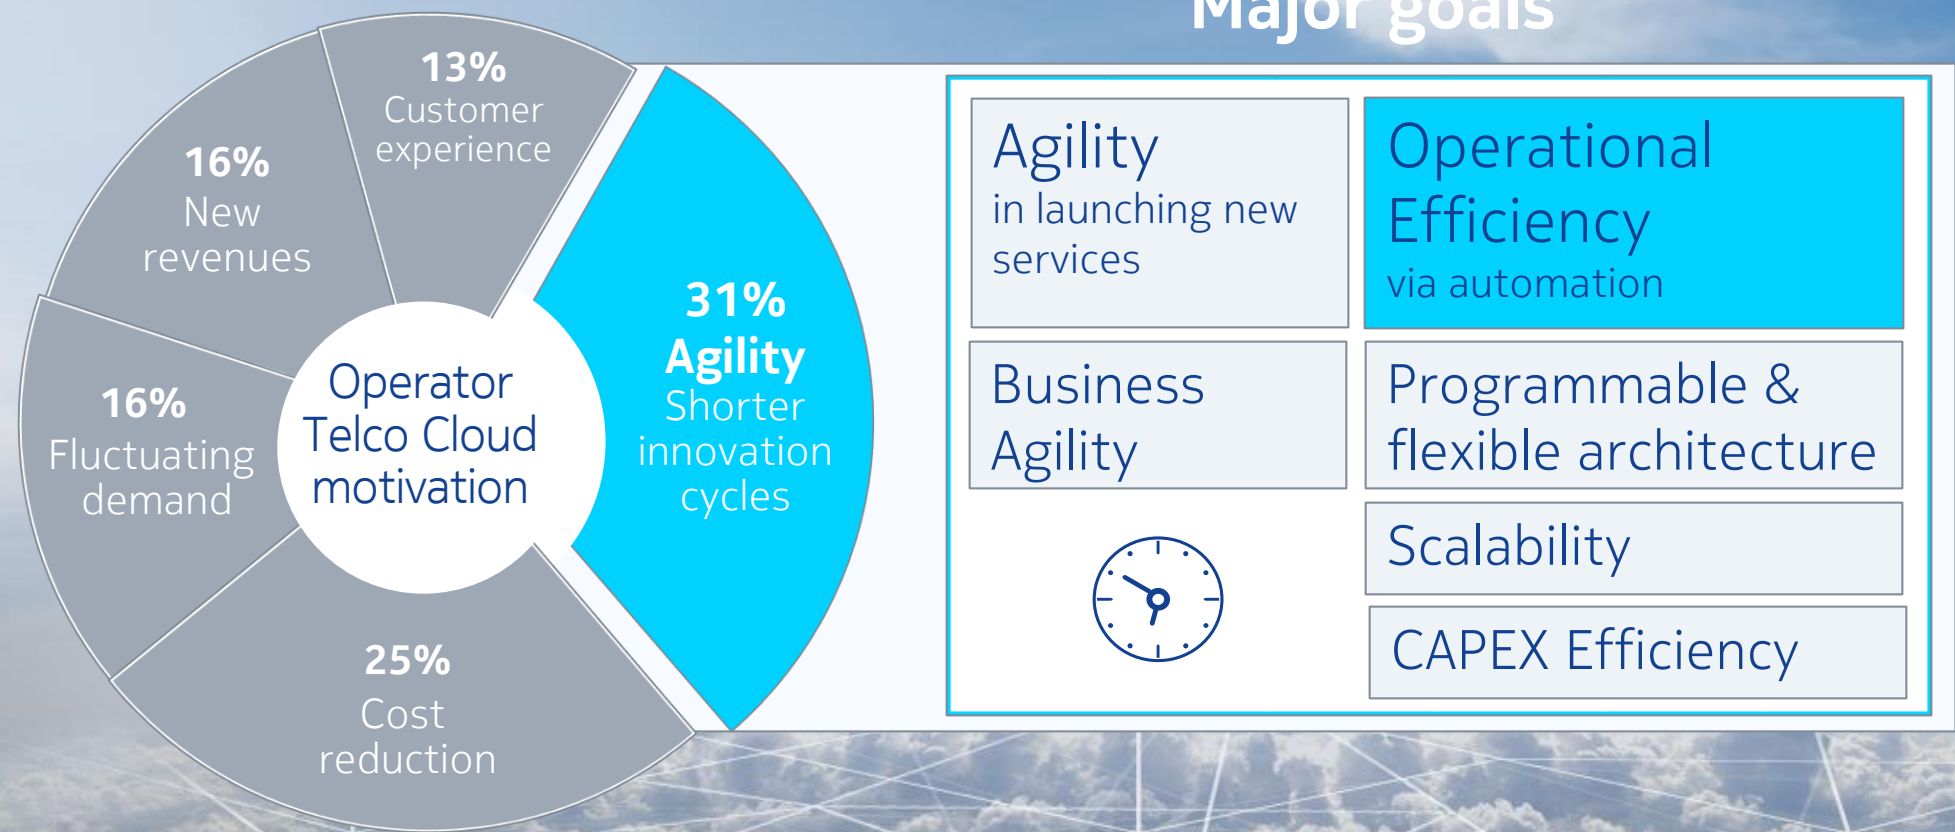 Major goals
13%
Customer
experience
16%
New
revenues
16%
Fluctuating
demand
25%
Cost
reduction
31%
Agility
Shorter
innovation
cycles
Operator
Telco Cloud
motivation
Agility
in launching new
services
Operational
Efficiency
via automation
Business
Agility
Programmable &
flexible architecture
Scalability
CAPEX Efficiency